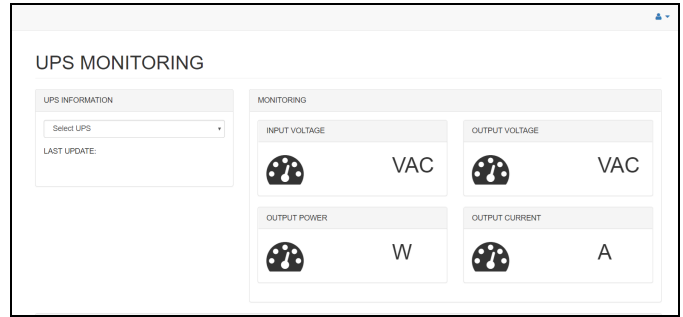 UPS MONITORING
UPS INFORMATION
Select UPS
LAST UPDATE:
MONITORING
INPUT VOLTAGE
VAC
OUTPUT VOLTAGE
VAC
OUTPUT POWER
W
OUTPUT CURRENT
A